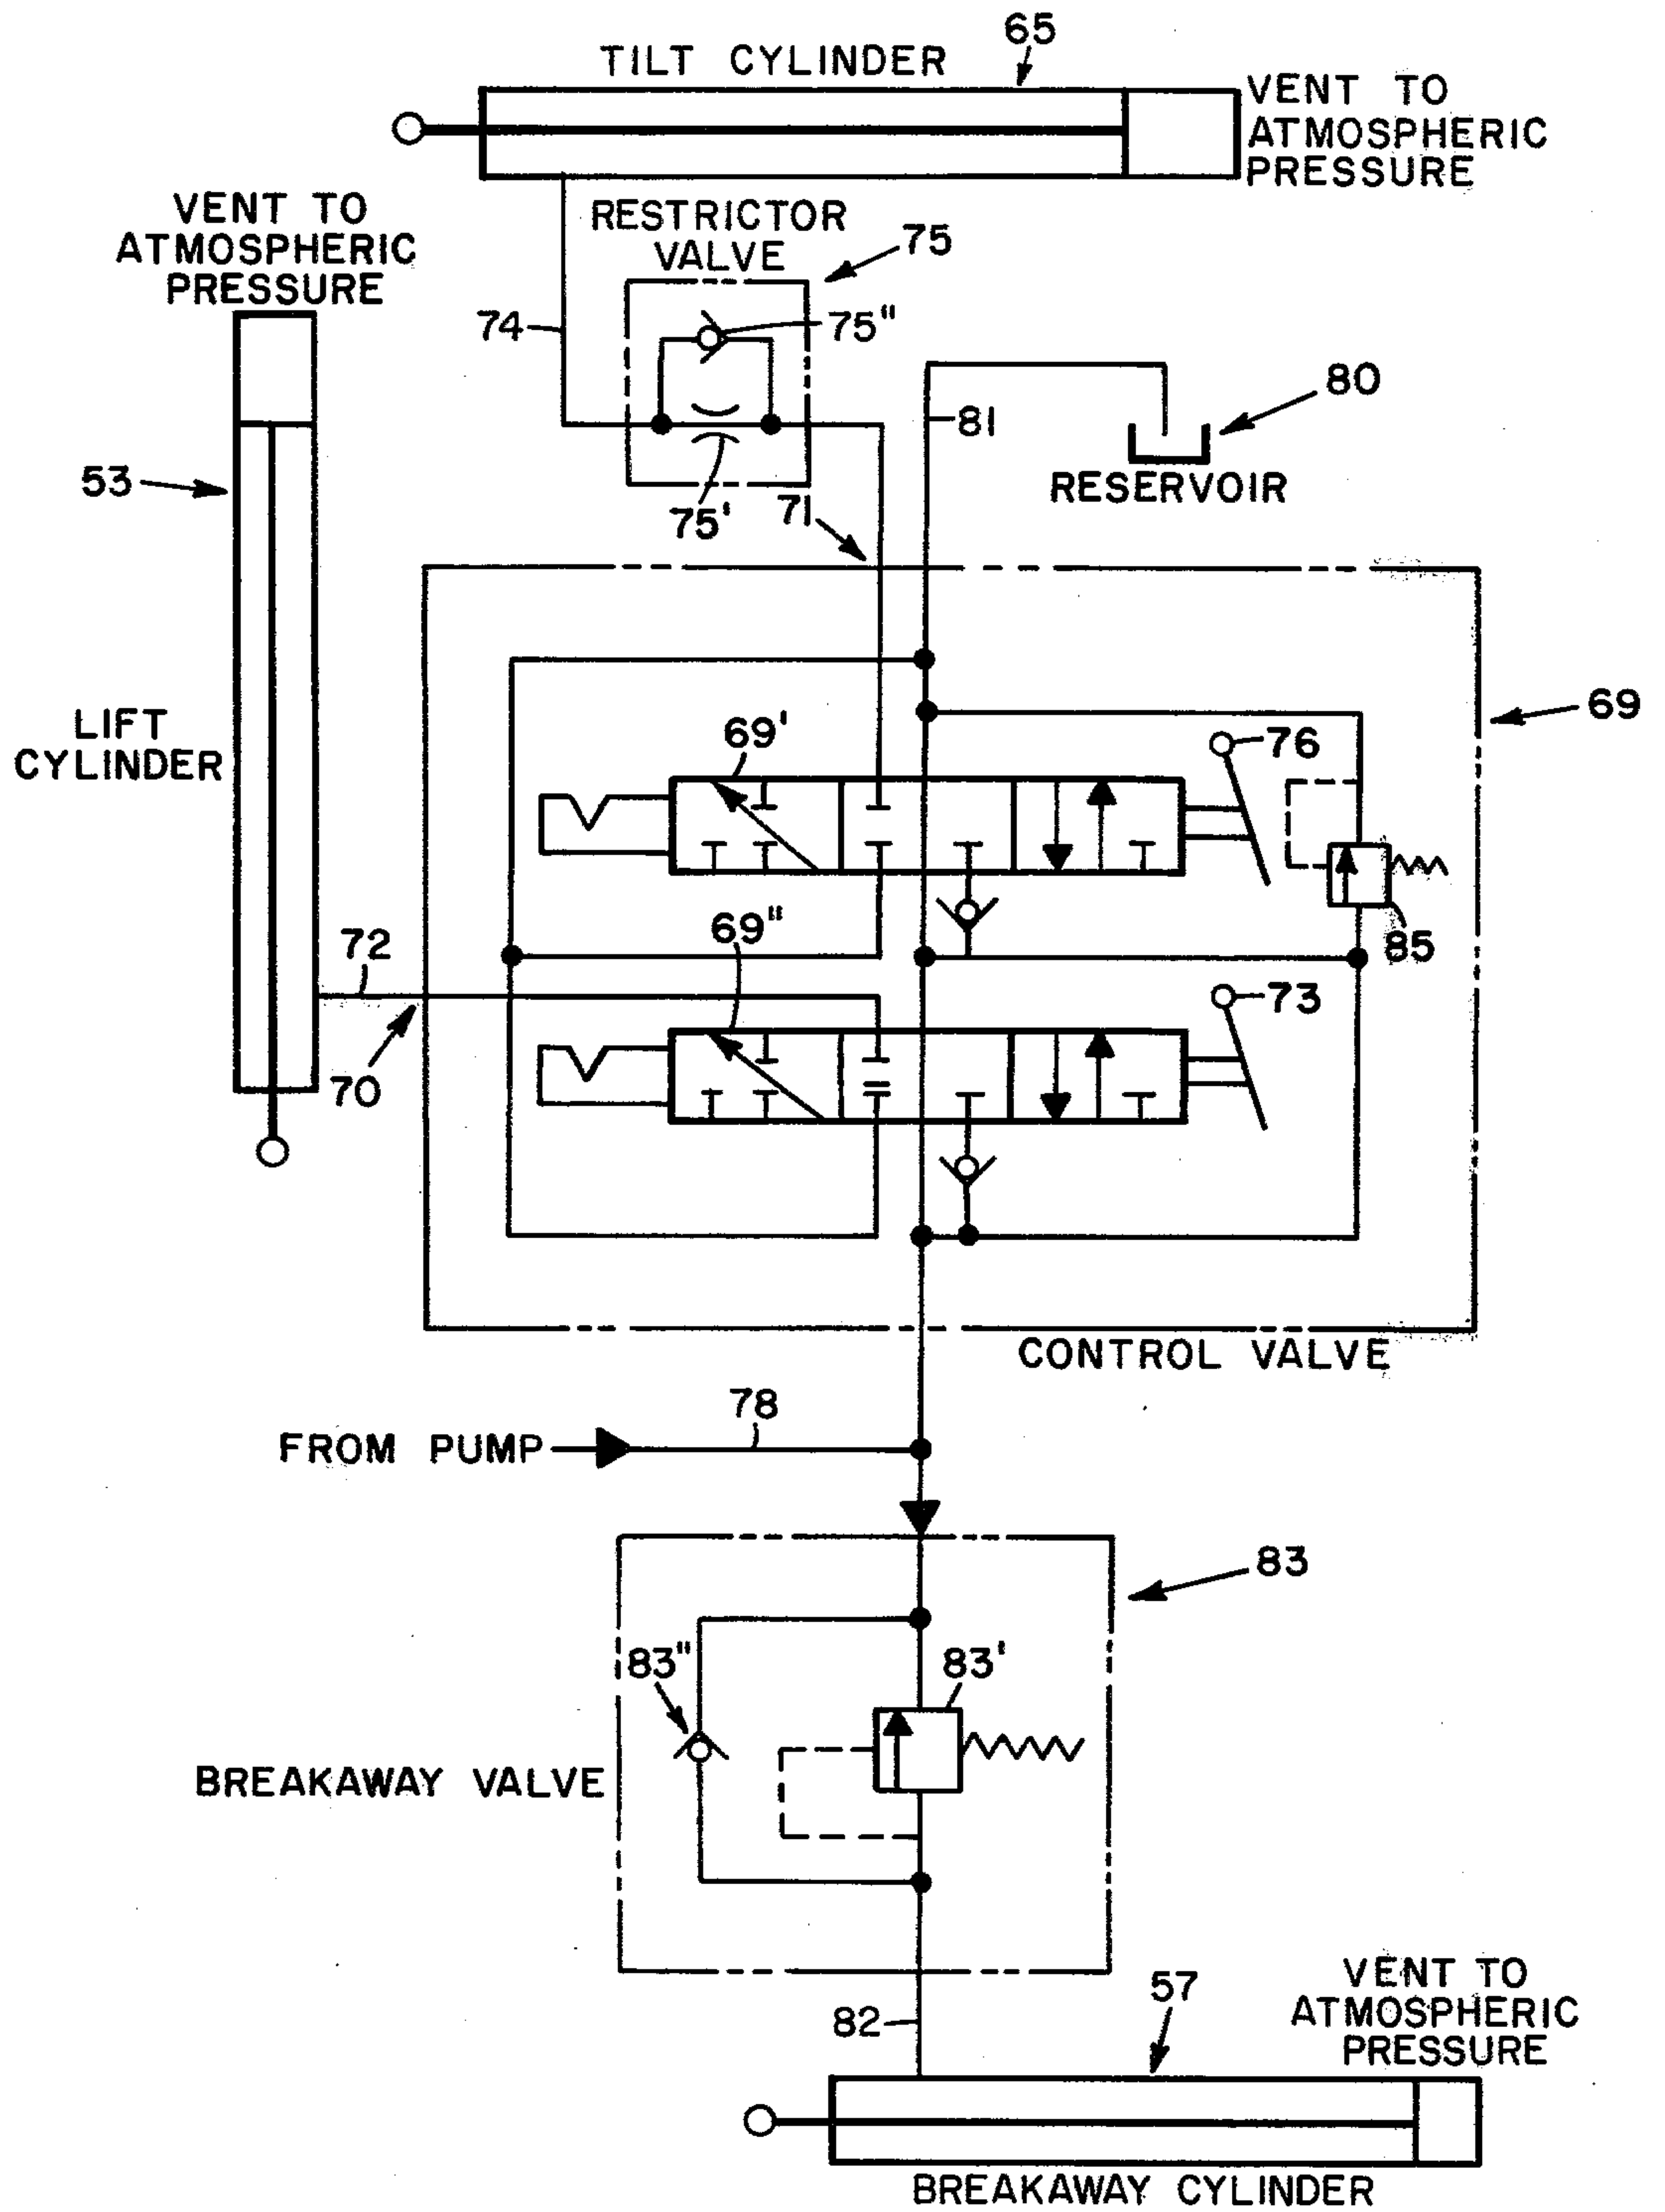 65
TILT CYLINDER
VENT TO
ATMOSPHERIC
PRESSURE
VENT TO
ATMOSPHERIC
PRESSURE
RESTRICTOR
VALVE
75
74
75"
80
81
53
RESERVOIR
75'
71
69
LIFT
CYLINDER
69'
76
69"
72
85
73
70
CONTROL VALVE
78
FROM PUMP
83
83"
83'
BREAKAWAY VALVE
57
VENT TO
ATMOSPHERIC
PRESSURE
82
BREAKAWAY CYLINDER